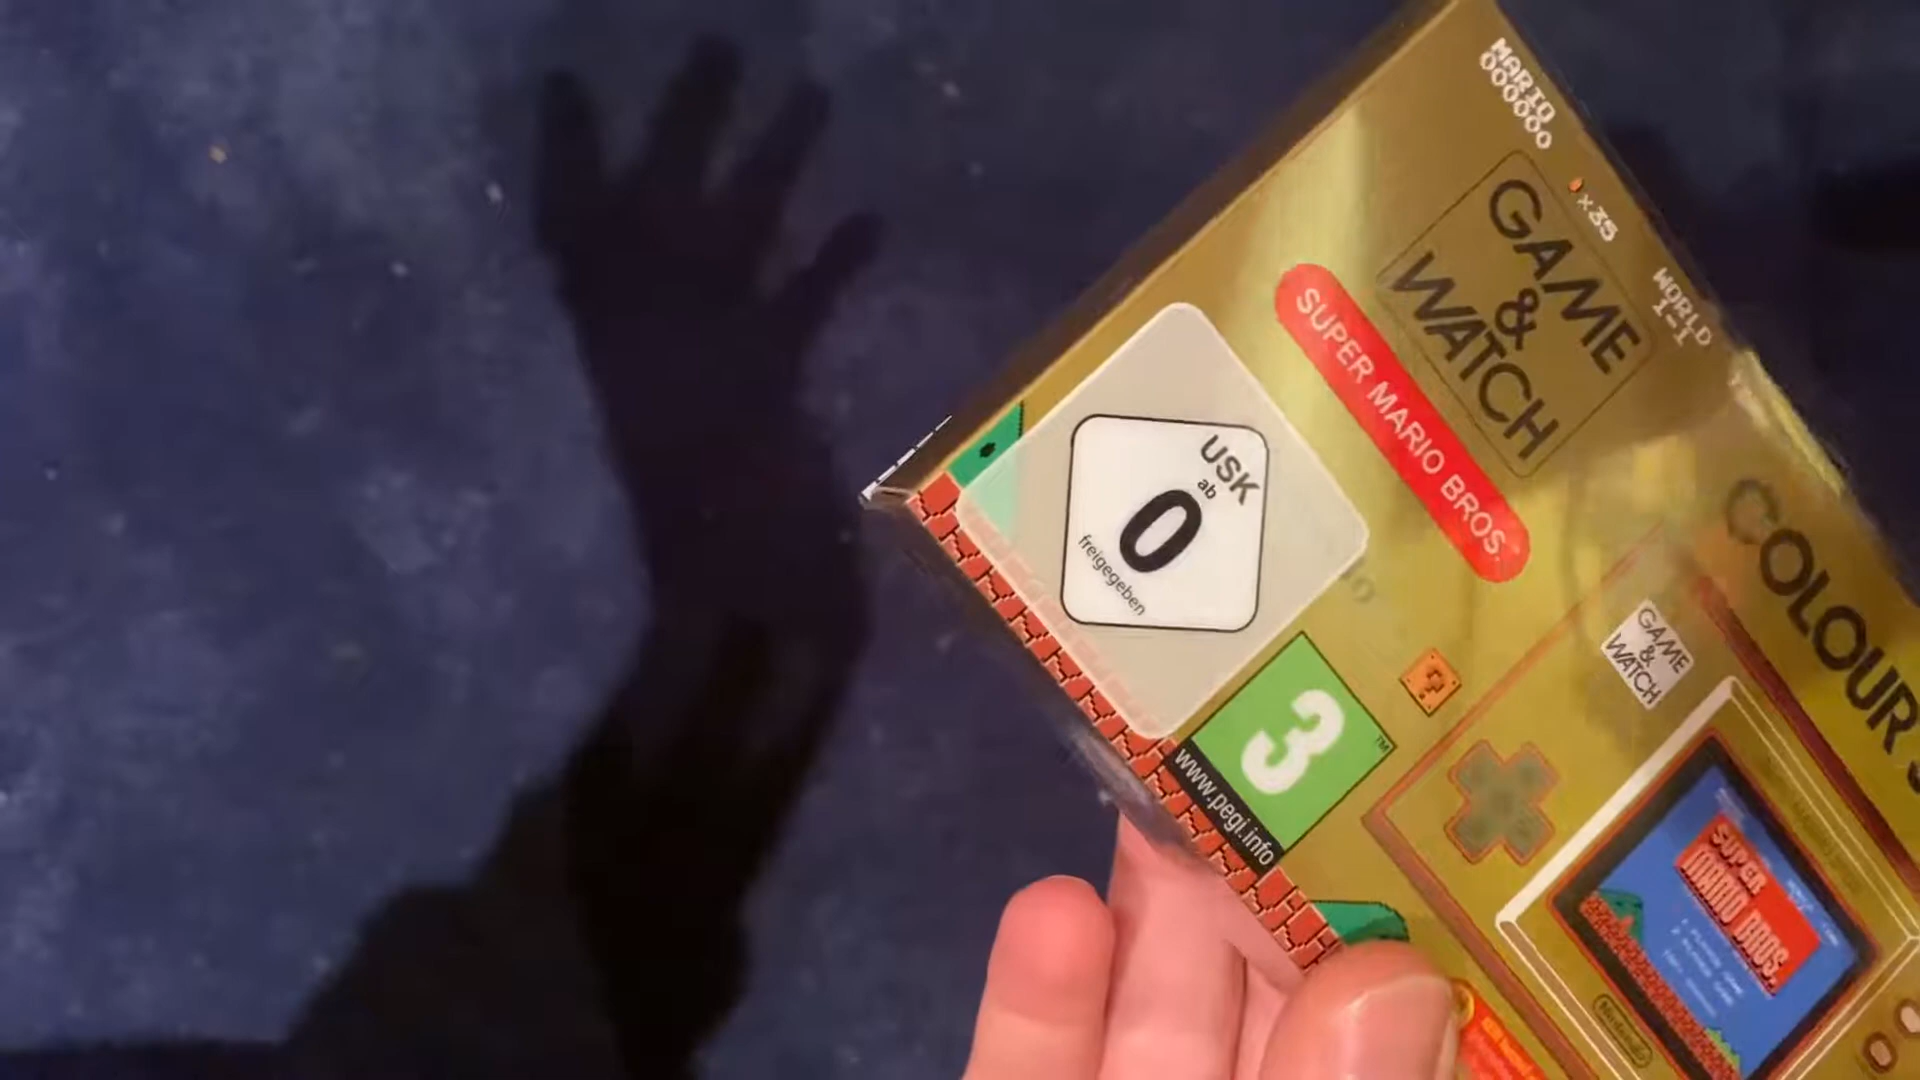 MARIO
000000
×35
WORLD
1-1
GAME
&
WATCH
SUPER MARIO BROS.
COLOUR S
USK
ab
0
freigegeben
3
TM
www.pegi.info
?
GAME
&
WATCH
SUPER
MARIO BROS.
Nintendo